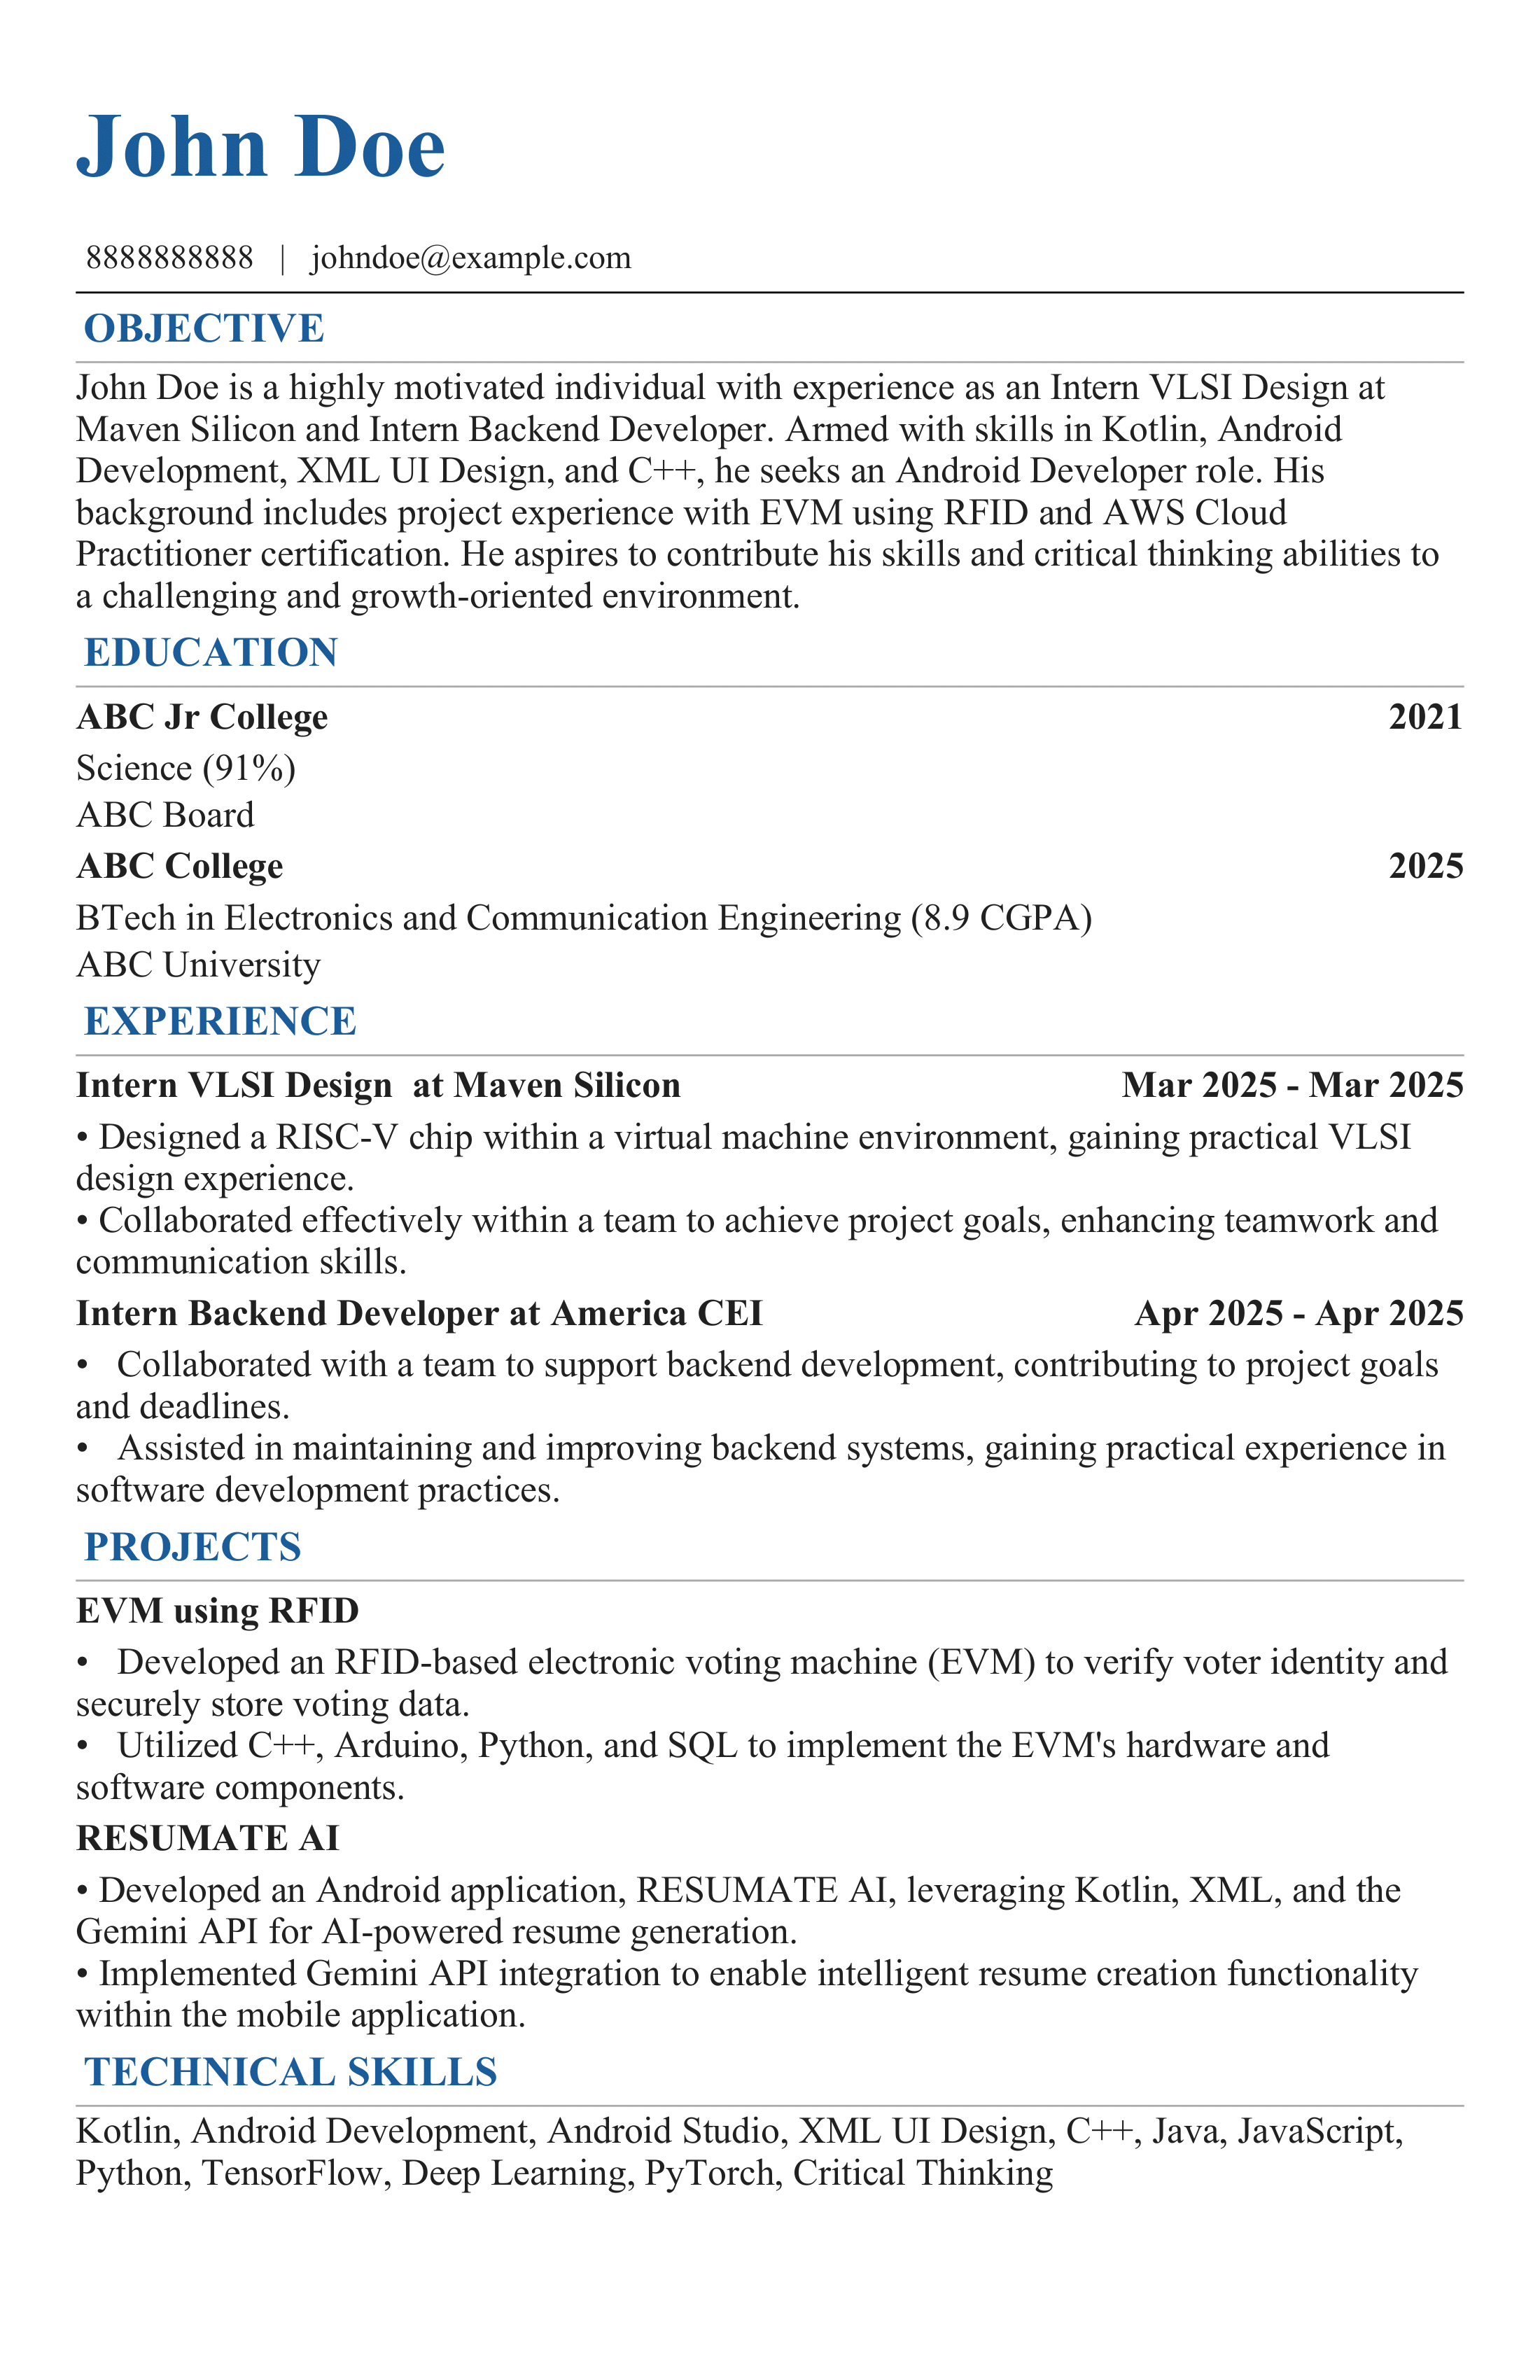 John Doe
8888888888 | johndoe@example.com
OBJECTIVE
John Doe is a highly motivated individual with experience as an Intern VLSI Design at
Maven Silicon and Intern Backend Developer. Armed with skills in Kotlin, Android
Development, XML UI Design, and C++, he seeks an Android Developer role. His
background includes project experience with EVM using RFID and AWS Cloud
Practitioner certification. He aspires to contribute his skills and critical thinking abilities to
a challenging and growth-oriented environment.
EDUCATION
ABC Jr College 2021
Science (91%)
ABC Board
ABC College 2025
BTech in Electronics and Communication Engineering (8.9 CGPA)
ABC University
EXPERIENCE
Intern VLSI Design  at Maven Silicon Mar 2025 - Mar 2025
• Designed a RISC-V chip within a virtual machine environment, gaining practical VLSI
design experience.
• Collaborated effectively within a team to achieve project goals, enhancing teamwork and
communication skills.
Intern Backend Developer at America CEI Apr 2025 - Apr 2025
•   Collaborated with a team to support backend development, contributing to project goals
and deadlines.
•   Assisted in maintaining and improving backend systems, gaining practical experience in
software development practices.
PROJECTS
EVM using RFID
•   Developed an RFID-based electronic voting machine (EVM) to verify voter identity and
securely store voting data.
•   Utilized C++, Arduino, Python, and SQL to implement the EVM's hardware and
software components.
RESUMATE AI
• Developed an Android application, RESUMATE AI, leveraging Kotlin, XML, and the
Gemini API for AI-powered resume generation.
• Implemented Gemini API integration to enable intelligent resume creation functionality
within the mobile application.
TECHNICAL SKILLS
Kotlin, Android Development, Android Studio, XML UI Design, C++, Java, JavaScript,
Python, TensorFlow, Deep Learning, PyTorch, Critical Thinking